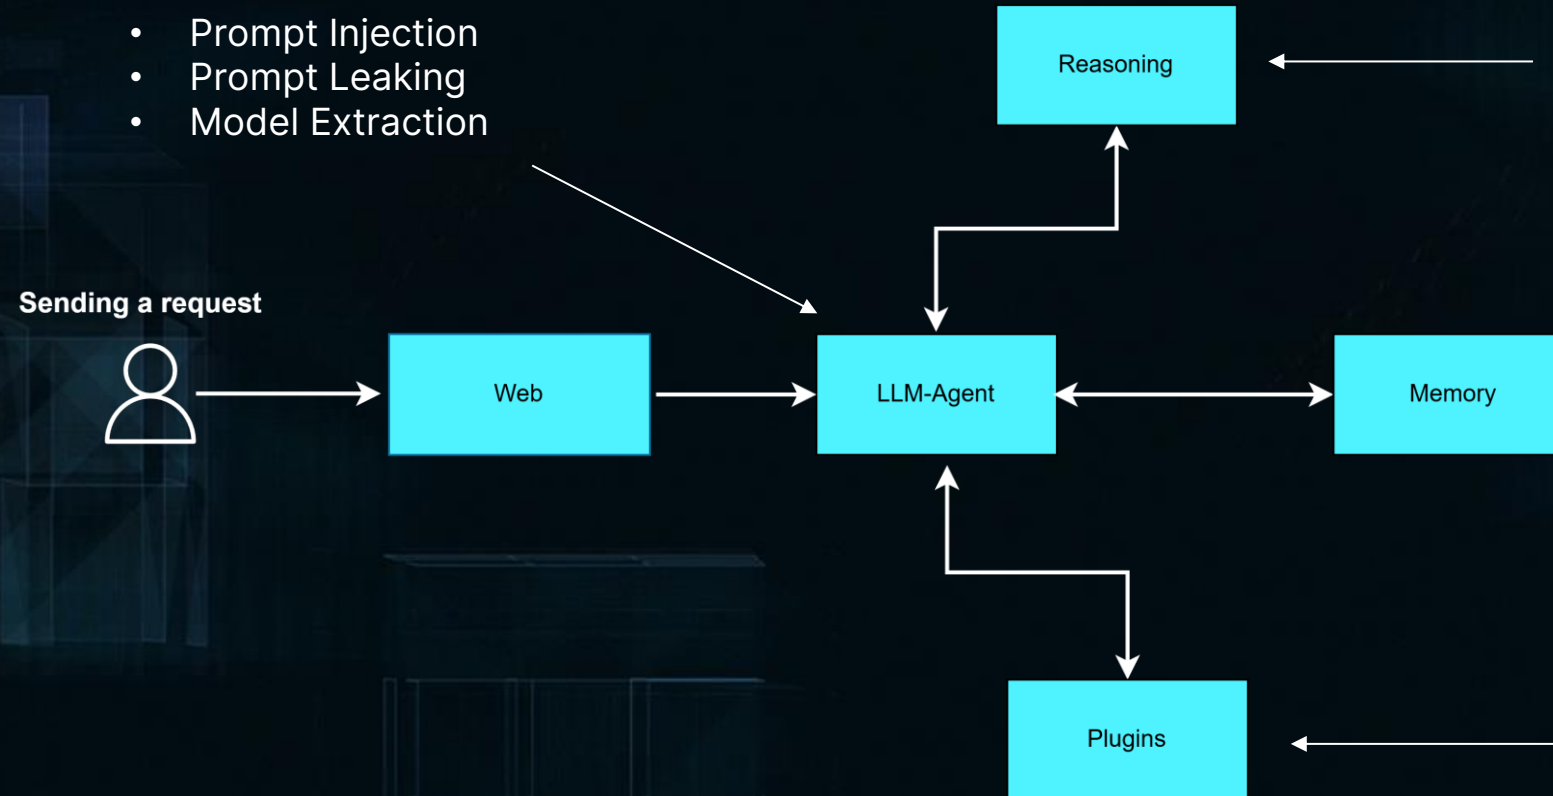 • Prompt Injection
• Prompt Leaking
• Model Extraction
Reasoning
Sending a request
Web
LLM-Agent
Memory
Plugins